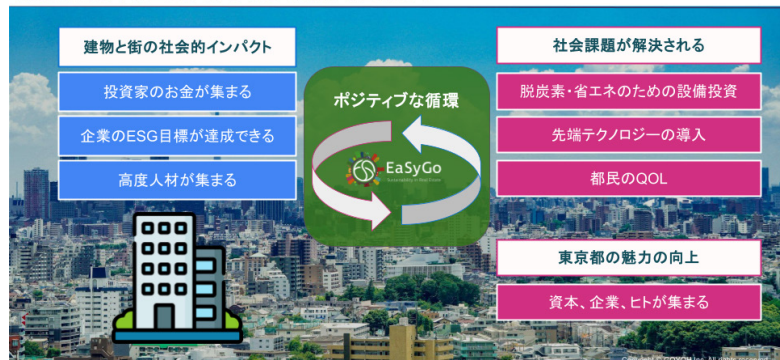 建物と街の社会的インパクト
投資家のお金が集まる
企業のESG目標が達成できる
高度人材が集まる
ポジティブな循環
EaSyGo
社会課題が解決される
脱炭素・省エネのための設備投資
先端テクノロジーの導入
都民のQOL
東京都の魅力の向上
資本、企業、ヒトが集まる